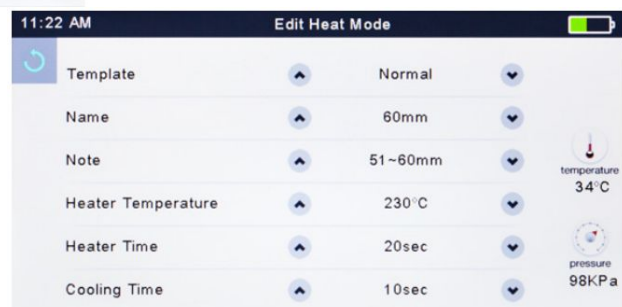 11:22 AM Edit Heat Mode
Template Normal
Name 60mm
Note 51~60mm
temperature
34°C
Heater Temperature 230°C
Heater Time 20sec
pressure
98KPa
Cooling Time 10sec